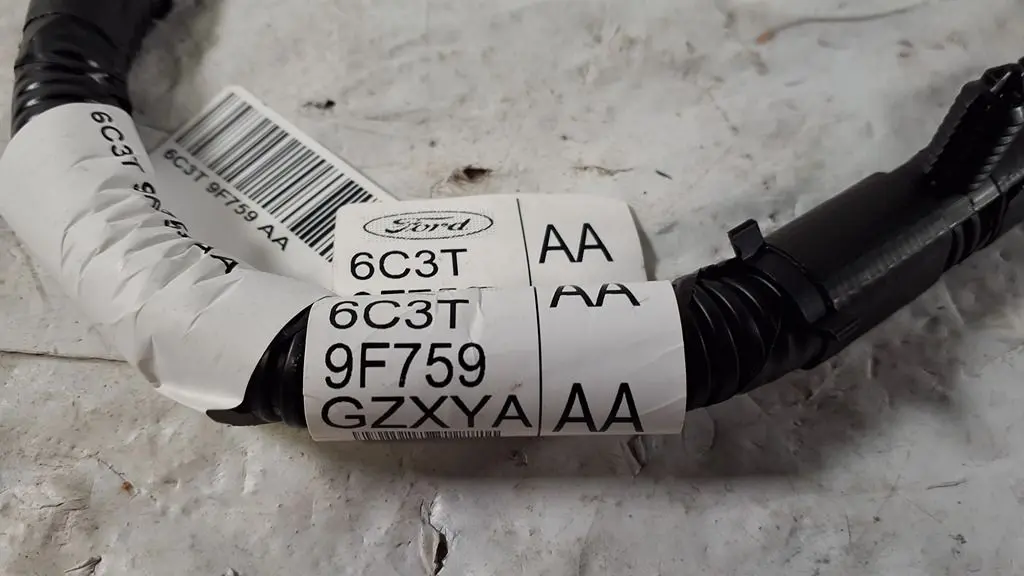 6C3T
6C3T 9F759 AA
Ford
6C3T AA
6C3T AA
9F759
GZXYA AA